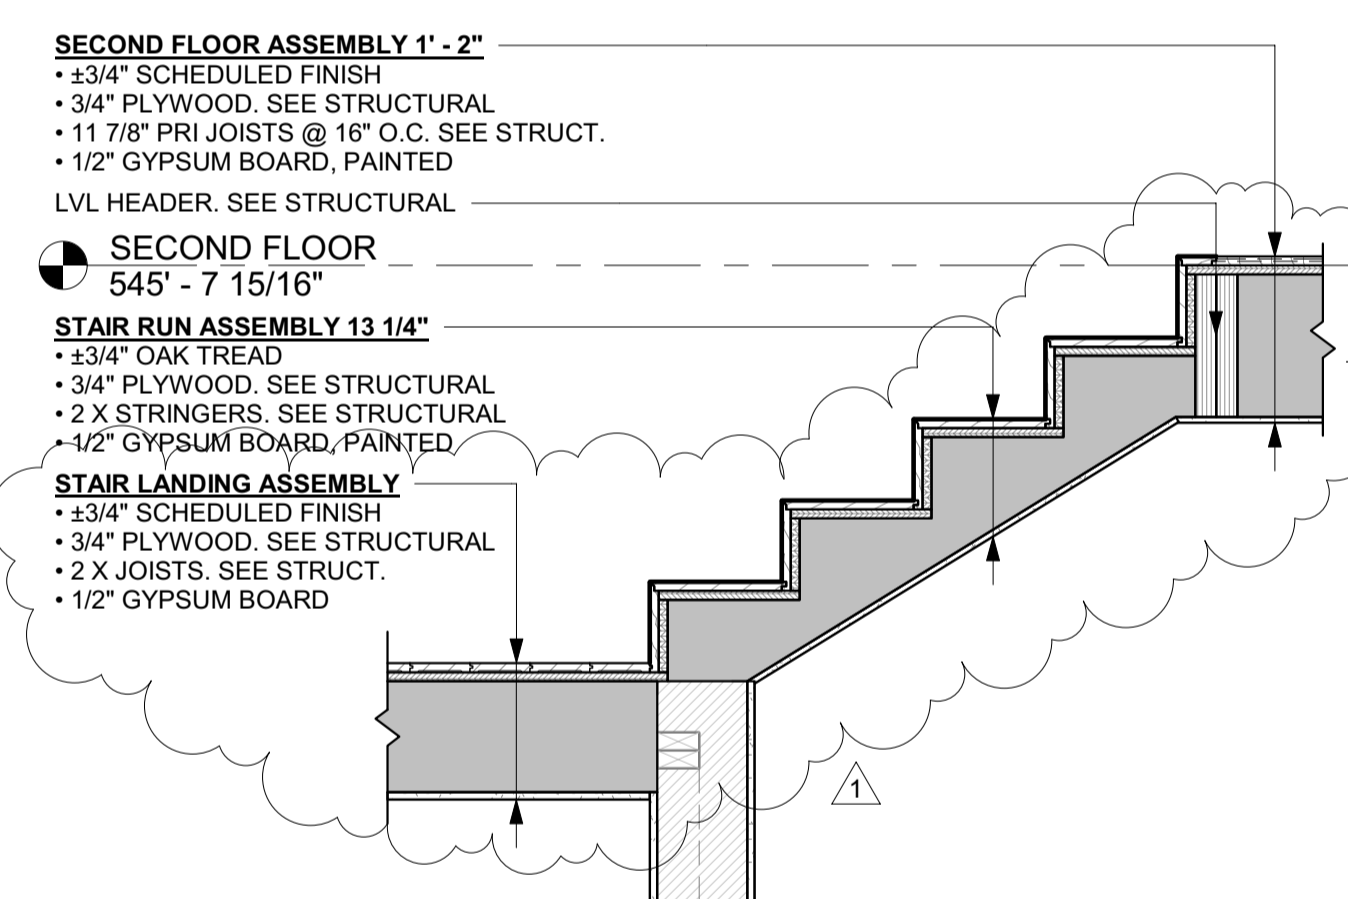 SECOND FLOOR ASSEMBLY 1' - 2"
• ±3/4" SCHEDULED FINISH
• 3/4" PLYWOOD. SEE STRUCTURAL
• 11 7/8" PRI JOISTS @ 16" O.C. SEE STRUCT.
• 1/2" GYPSUM BOARD, PAINTED
LVL HEADER. SEE STRUCTURAL
SECOND FLOOR
545' - 7 15/16"
STAIR RUN ASSEMBLY 13 1/4"
• ±3/4" OAK TREAD
• 3/4" PLYWOOD. SEE STRUCTURAL
• 2 X STRINGERS. SEE STRUCTURAL
• 1/2" GYPSUM BOARD, PAINTED
STAIR LANDING ASSEMBLY
• ±3/4" SCHEDULED FINISH
• 3/4" PLYWOOD. SEE STRUCTURAL
• 2 X JOISTS. SEE STRUCT.
• 1/2" GYPSUM BOARD
1